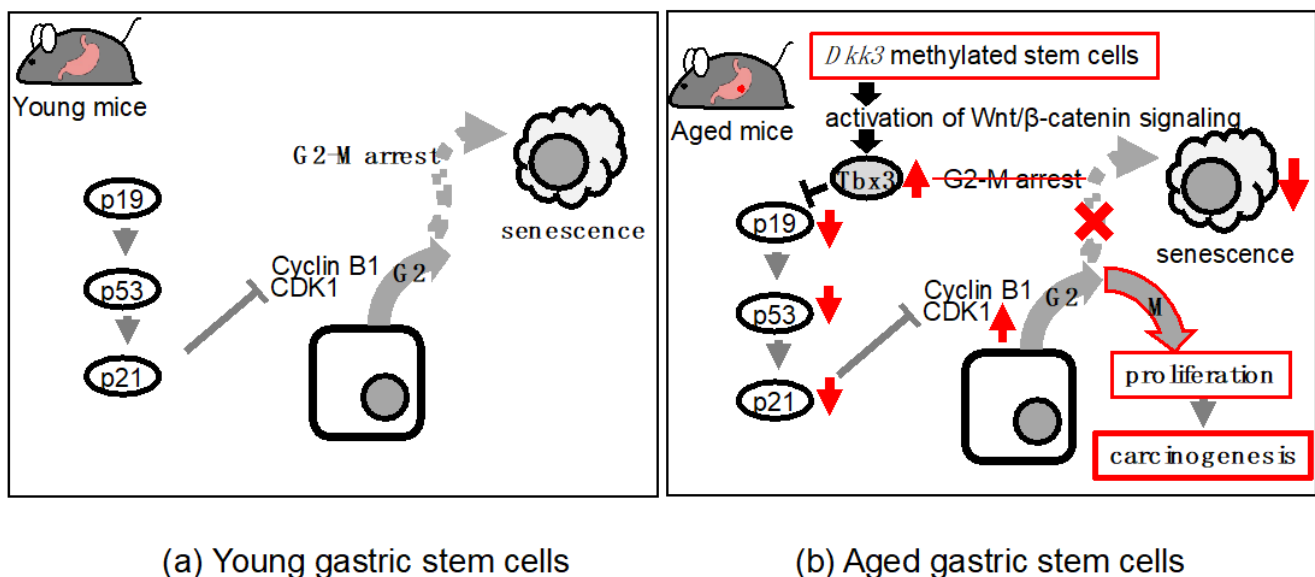 Young mice
G2-M arrest
p19
senescence
p53
Cyclin B1
CDK1
G2
p21
Dkk3 methylated stem cells
Aged mice
activation of Wnt/β-catenin signaling
Tbx3
G2-M arrest
p19
senescence
p53
Cyclin B1
CDK1
G2
M
p21
proliferation
carcinogenesis
(a) Young gastric stem cells
(b) Aged gastric stem cells